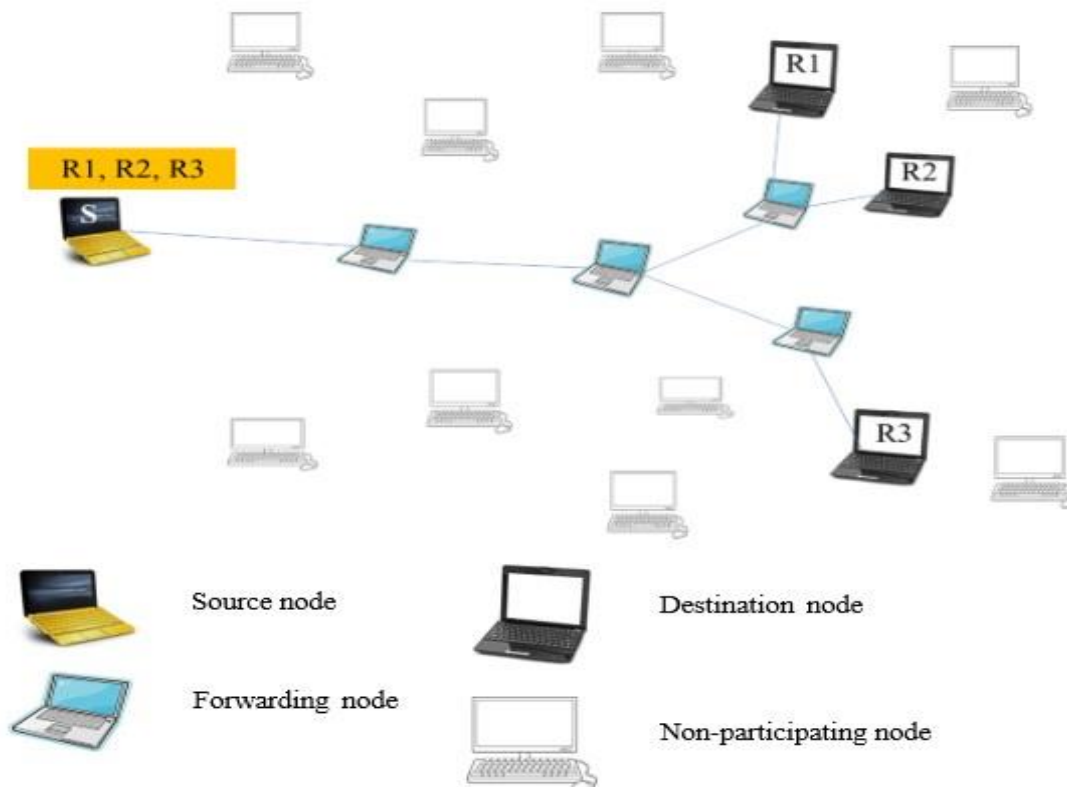 R1
R1, R2, R3
R2
S
R3
Source node
Destination node
Forwarding node
Non-participating node